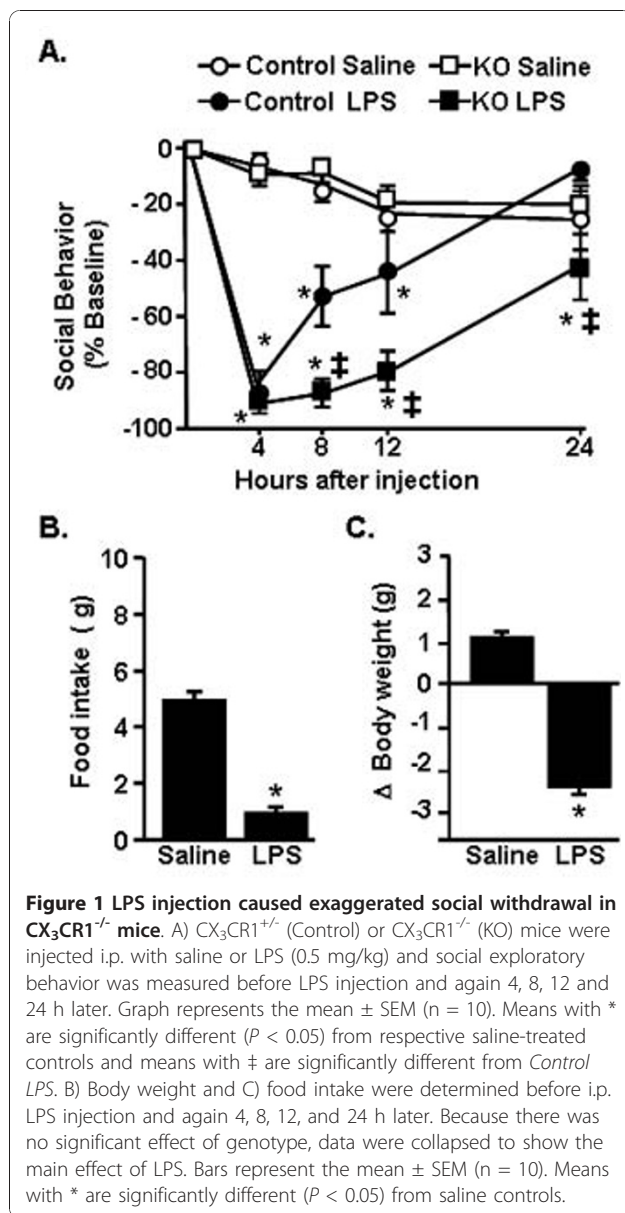 A.
Control Saline KO Saline
Control LPS KO LPS
Social Behavior
(% Baseline)
0
-20
-40
-60
-80
-100
* * * * * ‡ * ‡ * ‡
4 8 12 24
Hours after injection
B.
Food intake ( g)
10
8
6
4
2
0
*
Saline LPS
C.
Δ Body weight (g)
3
2
1
0
-1
-2
-3
*
Saline LPS
Figure 1 LPS injection caused exaggerated social withdrawal in
CX₃CR1⁻/⁻ mice. A) CX₃CR1⁺/⁻ (Control) or CX₃CR1⁻/⁻ (KO) mice were
injected i.p. with saline or LPS (0.5 mg/kg) and social exploratory
behavior was measured before LPS injection and again 4, 8, 12 and
24 h later. Graph represents the mean ± SEM (n = 10). Means with *
are significantly different (P < 0.05) from respective saline-treated
controls and means with ‡ are significantly different from Control
LPS. B) Body weight and C) food intake were determined before i.p.
LPS injection and again 4, 8, 12, and 24 h later. Because there was
no significant effect of genotype, data were collapsed to show the
main effect of LPS. Bars represent the mean ± SEM (n = 10). Means
with * are significantly different (P < 0.05) from saline controls.